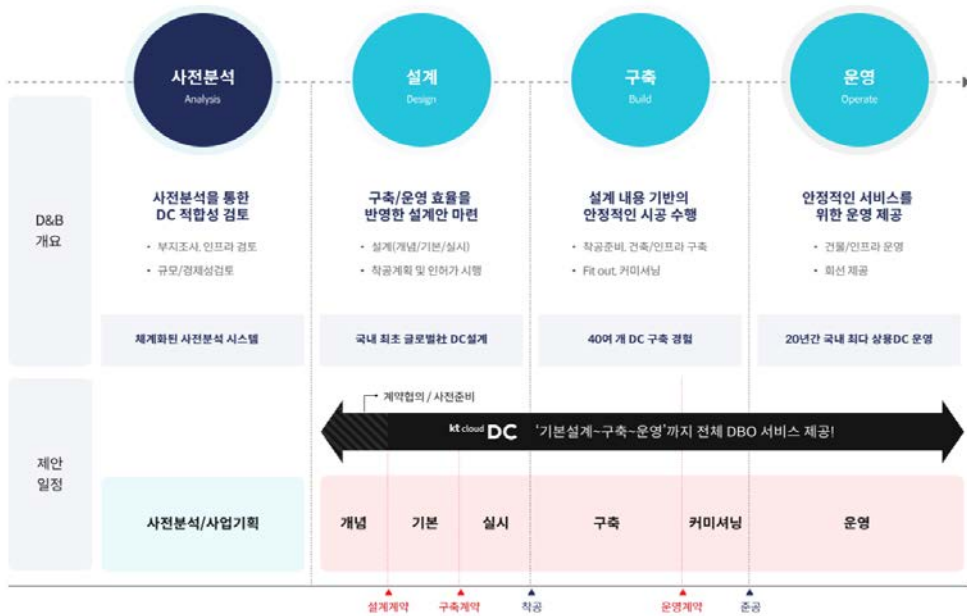 사전분석
Analysis
설계
Design
구축
Build
운영
Operate
D&B
개요
사전분석을 통한
DC 적합성 검토
• 부지조사, 인프라 검토
• 규모/경제성검토
체계화된 사전분석 시스템
구축/운영 효율을
반영한 설계안 마련
• 설계(개념/기본/실시)
• 착공계획 및 인허가 시행
국내 최초 글로벌社 DC설계
설계 내용 기반의
안정적인 시공 수행
• 착공준비, 건축/인프라 구축
• Fit out, 커미셔닝
40여 개 DC 구축 경험
안정적인 서비스를
위한 운영 제공
• 건물/인프라 운영
• 회선 제공
20년간 국내 최다 상용DC 운영
제안
일정
계약협의 / 사전준비
kt cloud DC '기본설계~구축~운영'까지 전체 DBO 서비스 제공!
사전분석/사업기획
개념
기본
실시
구축
커미셔닝
운영
설계계약
구축계약
착공
운영계약
준공